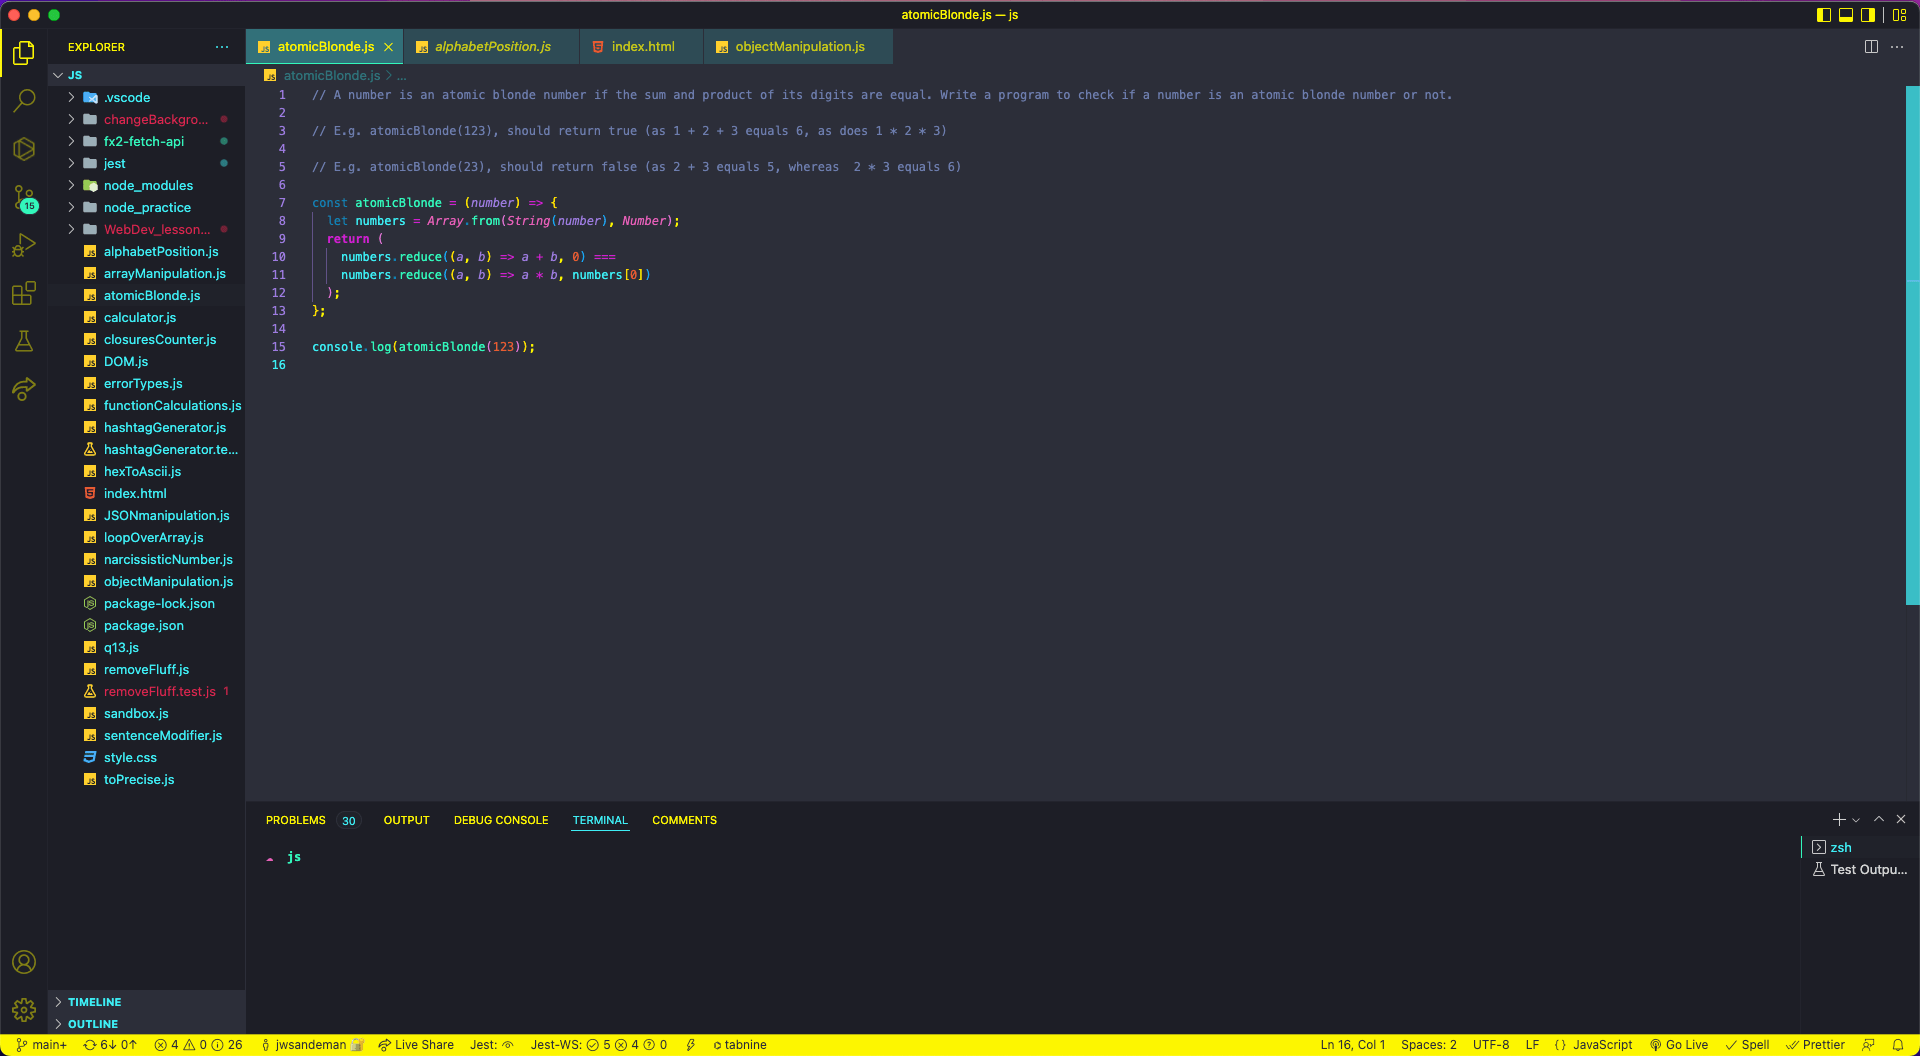 atomicBlonde.js — js
EXPLORER
JS
.vscode
changeBackgro...
fx2-fetch-api
jest
node_modules
node_practice
WebDev_lesson...
alphabetPosition.js
arrayManipulation.js
atomicBlonde.js
calculator.js
closuresCounter.js
DOM.js
errorTypes.js
functionCalculations.js
hashtagGenerator.js
hashtagGenerator.te...
hexToAscii.js
index.html
JSONmanipulation.js
loopOverArray.js
narcissisticNumber.js
objectManipulation.js
package-lock.json
package.json
q13.js
removeFluff.js
removeFluff.test.js 1
sandbox.js
sentenceModifier.js
style.css
toPrecise.js
TIMELINE
OUTLINE
15
atomicBlonde.js alphabetPosition.js index.html objectManipulation.js
atomicBlonde.js > ...
1 // A number is an atomic blonde number if the sum and product of its digits are equal. Write a program to check if a number is an atomic blonde number or not.
2
3 // E.g. atomicBlonde(123), should return true (as 1 + 2 + 3 equals 6, as does 1 * 2 * 3)
4
5 // E.g. atomicBlonde(23), should return false (as 2 + 3 equals 5, whereas  2 * 3 equals 6)
6
7 const atomicBlonde = (number) => {
8   let numbers = Array.from(String(number), Number);
9   return (
10     numbers.reduce((a, b) => a + b, 0) ===
11     numbers.reduce((a, b) => a * b, numbers[0])
12   );
13 };
14
15 console.log(atomicBlonde(123));
16
PROBLEMS 30 OUTPUT DEBUG CONSOLE TERMINAL COMMENTS
js
zsh
Test Outpu...
main+ 6↓ 0↑ 4 0 26 jwsandeman Live Share Jest: Jest-WS: 5 4 0 tabnine Ln 16, Col 1 Spaces: 2 UTF-8 LF {} JavaScript Go Live Spell Prettier